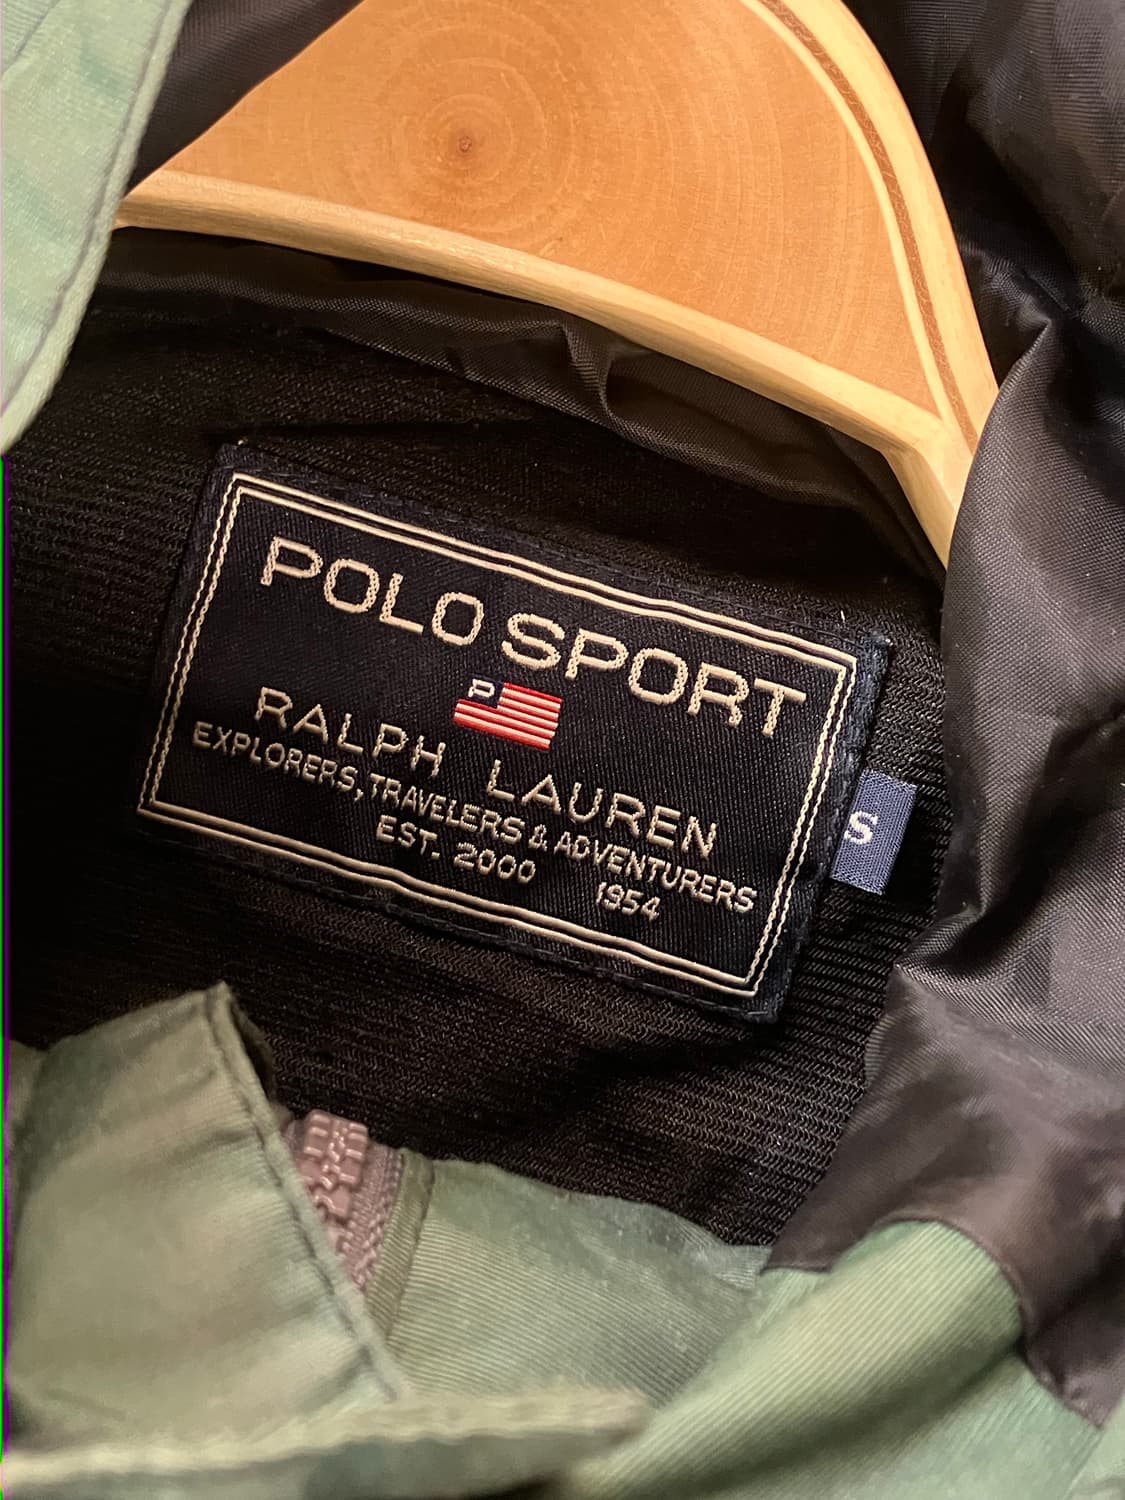 POLO SPORT
P
RALPH LAUREN
EXPLORERS, TRAVELERS & ADVENTURERS
EST. 2000 1954
S